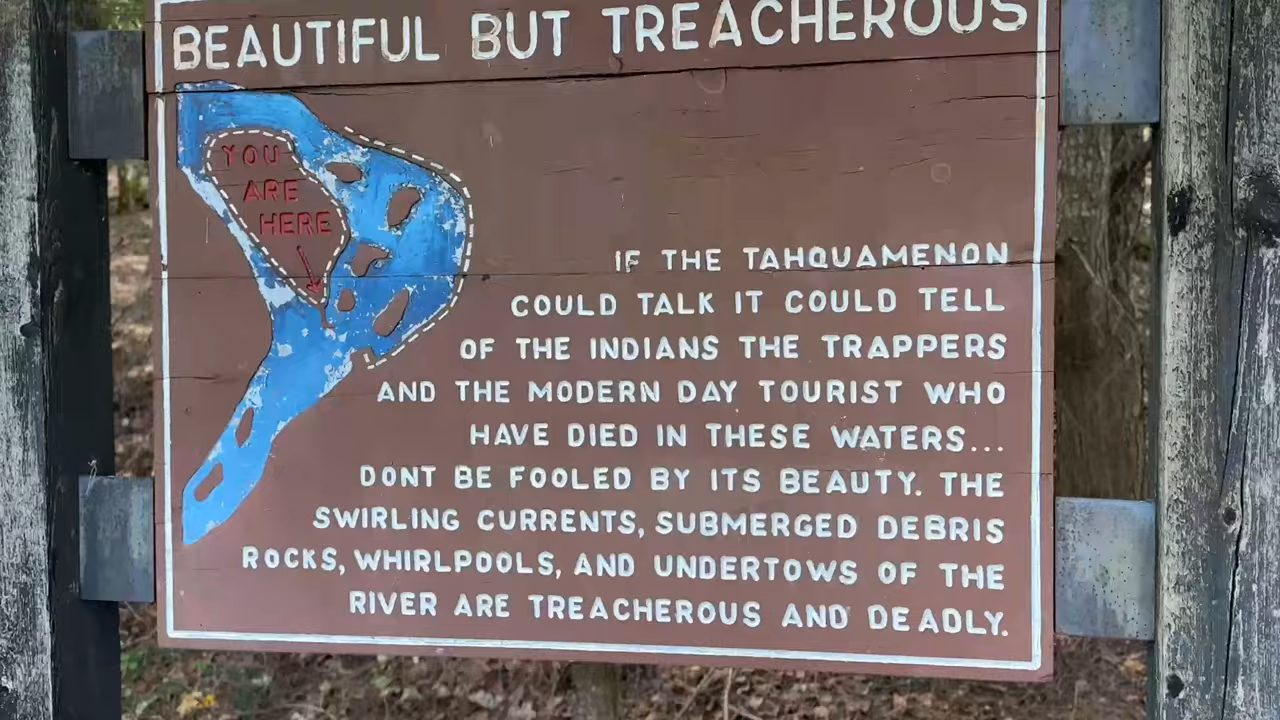 BEAUTIFUL BUT TREACHEROUS
YOU
ARE
HERE
IF THE TAHQUAMENON
COULD TALK IT COULD TELL
OF THE INDIANS THE TRAPPERS
AND THE MODERN DAY TOURIST WHO
HAVE DIED IN THESE WATERS...
DONT BE FOOLED BY ITS BEAUTY. THE
SWIRLING CURRENTS, SUBMERGED DEBRIS
ROCKS, WHIRLPOOLS, AND UNDERTOWS OF THE
RIVER ARE TREACHEROUS AND DEADLY.